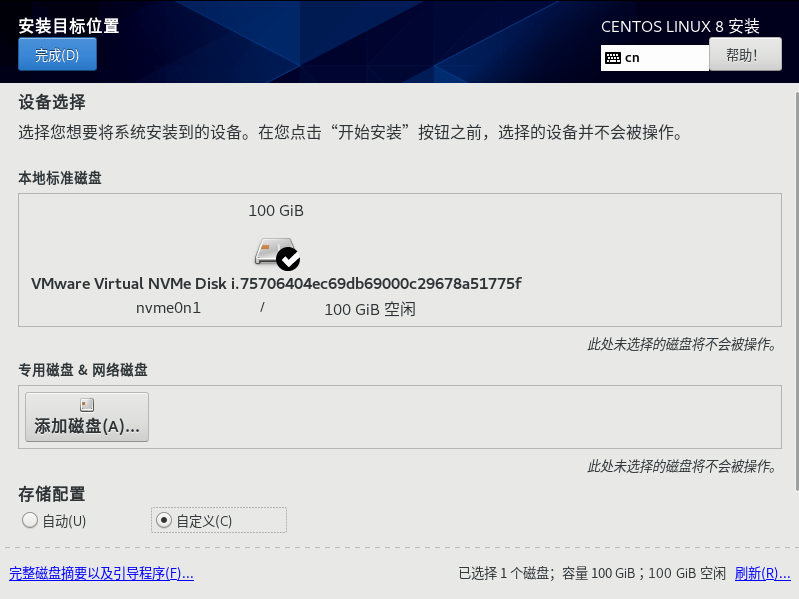 安装目标位置
CENTOS LINUX 8 安装
完成(D)
cn
帮助！
设备选择
选择您想要将系统安装到的设备。在您点击“开始安装”按钮之前，选择的设备并不会被操作。
本地标准磁盘
100 GiB
VMware Virtual NVMe Disk i.75706404ec69db69000c29678a51775f
nvme0n1 / 100 GiB 空闲
此处未选择的磁盘将不会被操作。
专用磁盘 & 网络磁盘
添加磁盘(A)...
此处未选择的磁盘将不会被操作。
存储配置
自动(U) 自定义(C)
完整磁盘摘要以及引导程序(F)... 已选择 1 个磁盘；容量 100 GiB；100 GiB 空闲 刷新(R)...